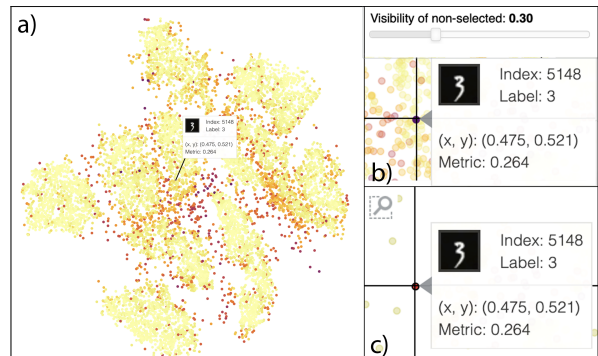 a)
Index: 5148
Label: 3
(x, y): (0.475, 0.521)
Metric: 0.264
Visibility of non-selected: 0.30
3
Index: 5148
Label: 3
(x, y): (0.475, 0.521)
Metric: 0.264
b)
3
Index: 5148
Label: 3
(x, y): (0.475, 0.521)
Metric: 0.264
c)